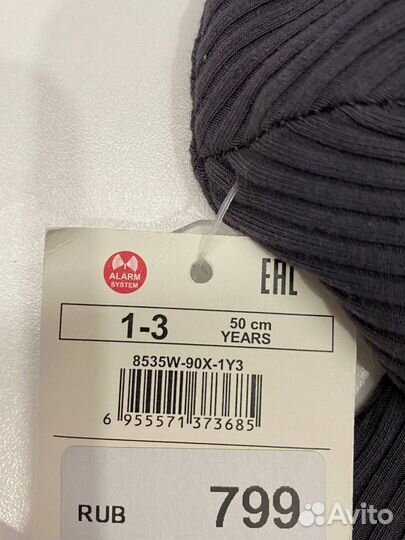 ALARM
SYSTEM
EAC
1-3
50 cm
YEARS
8535W-90X-1Y3
6 955571 373685
RUB
799
Avito